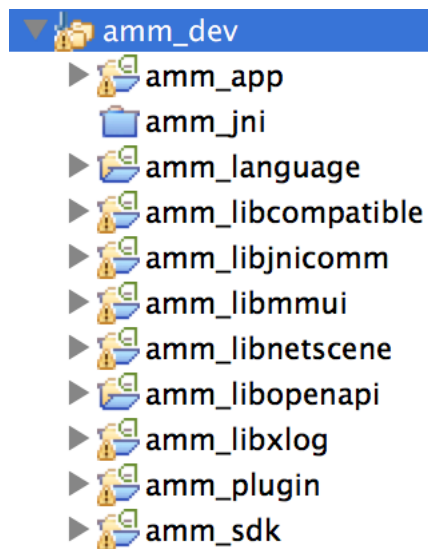 amm_dev
amm_app
amm_jni
amm_language
amm_libcompatible
amm_libjnicomm
amm_libmmui
amm_libnetscene
amm_libopenapi
amm_libxlog
amm_plugin
amm_sdk